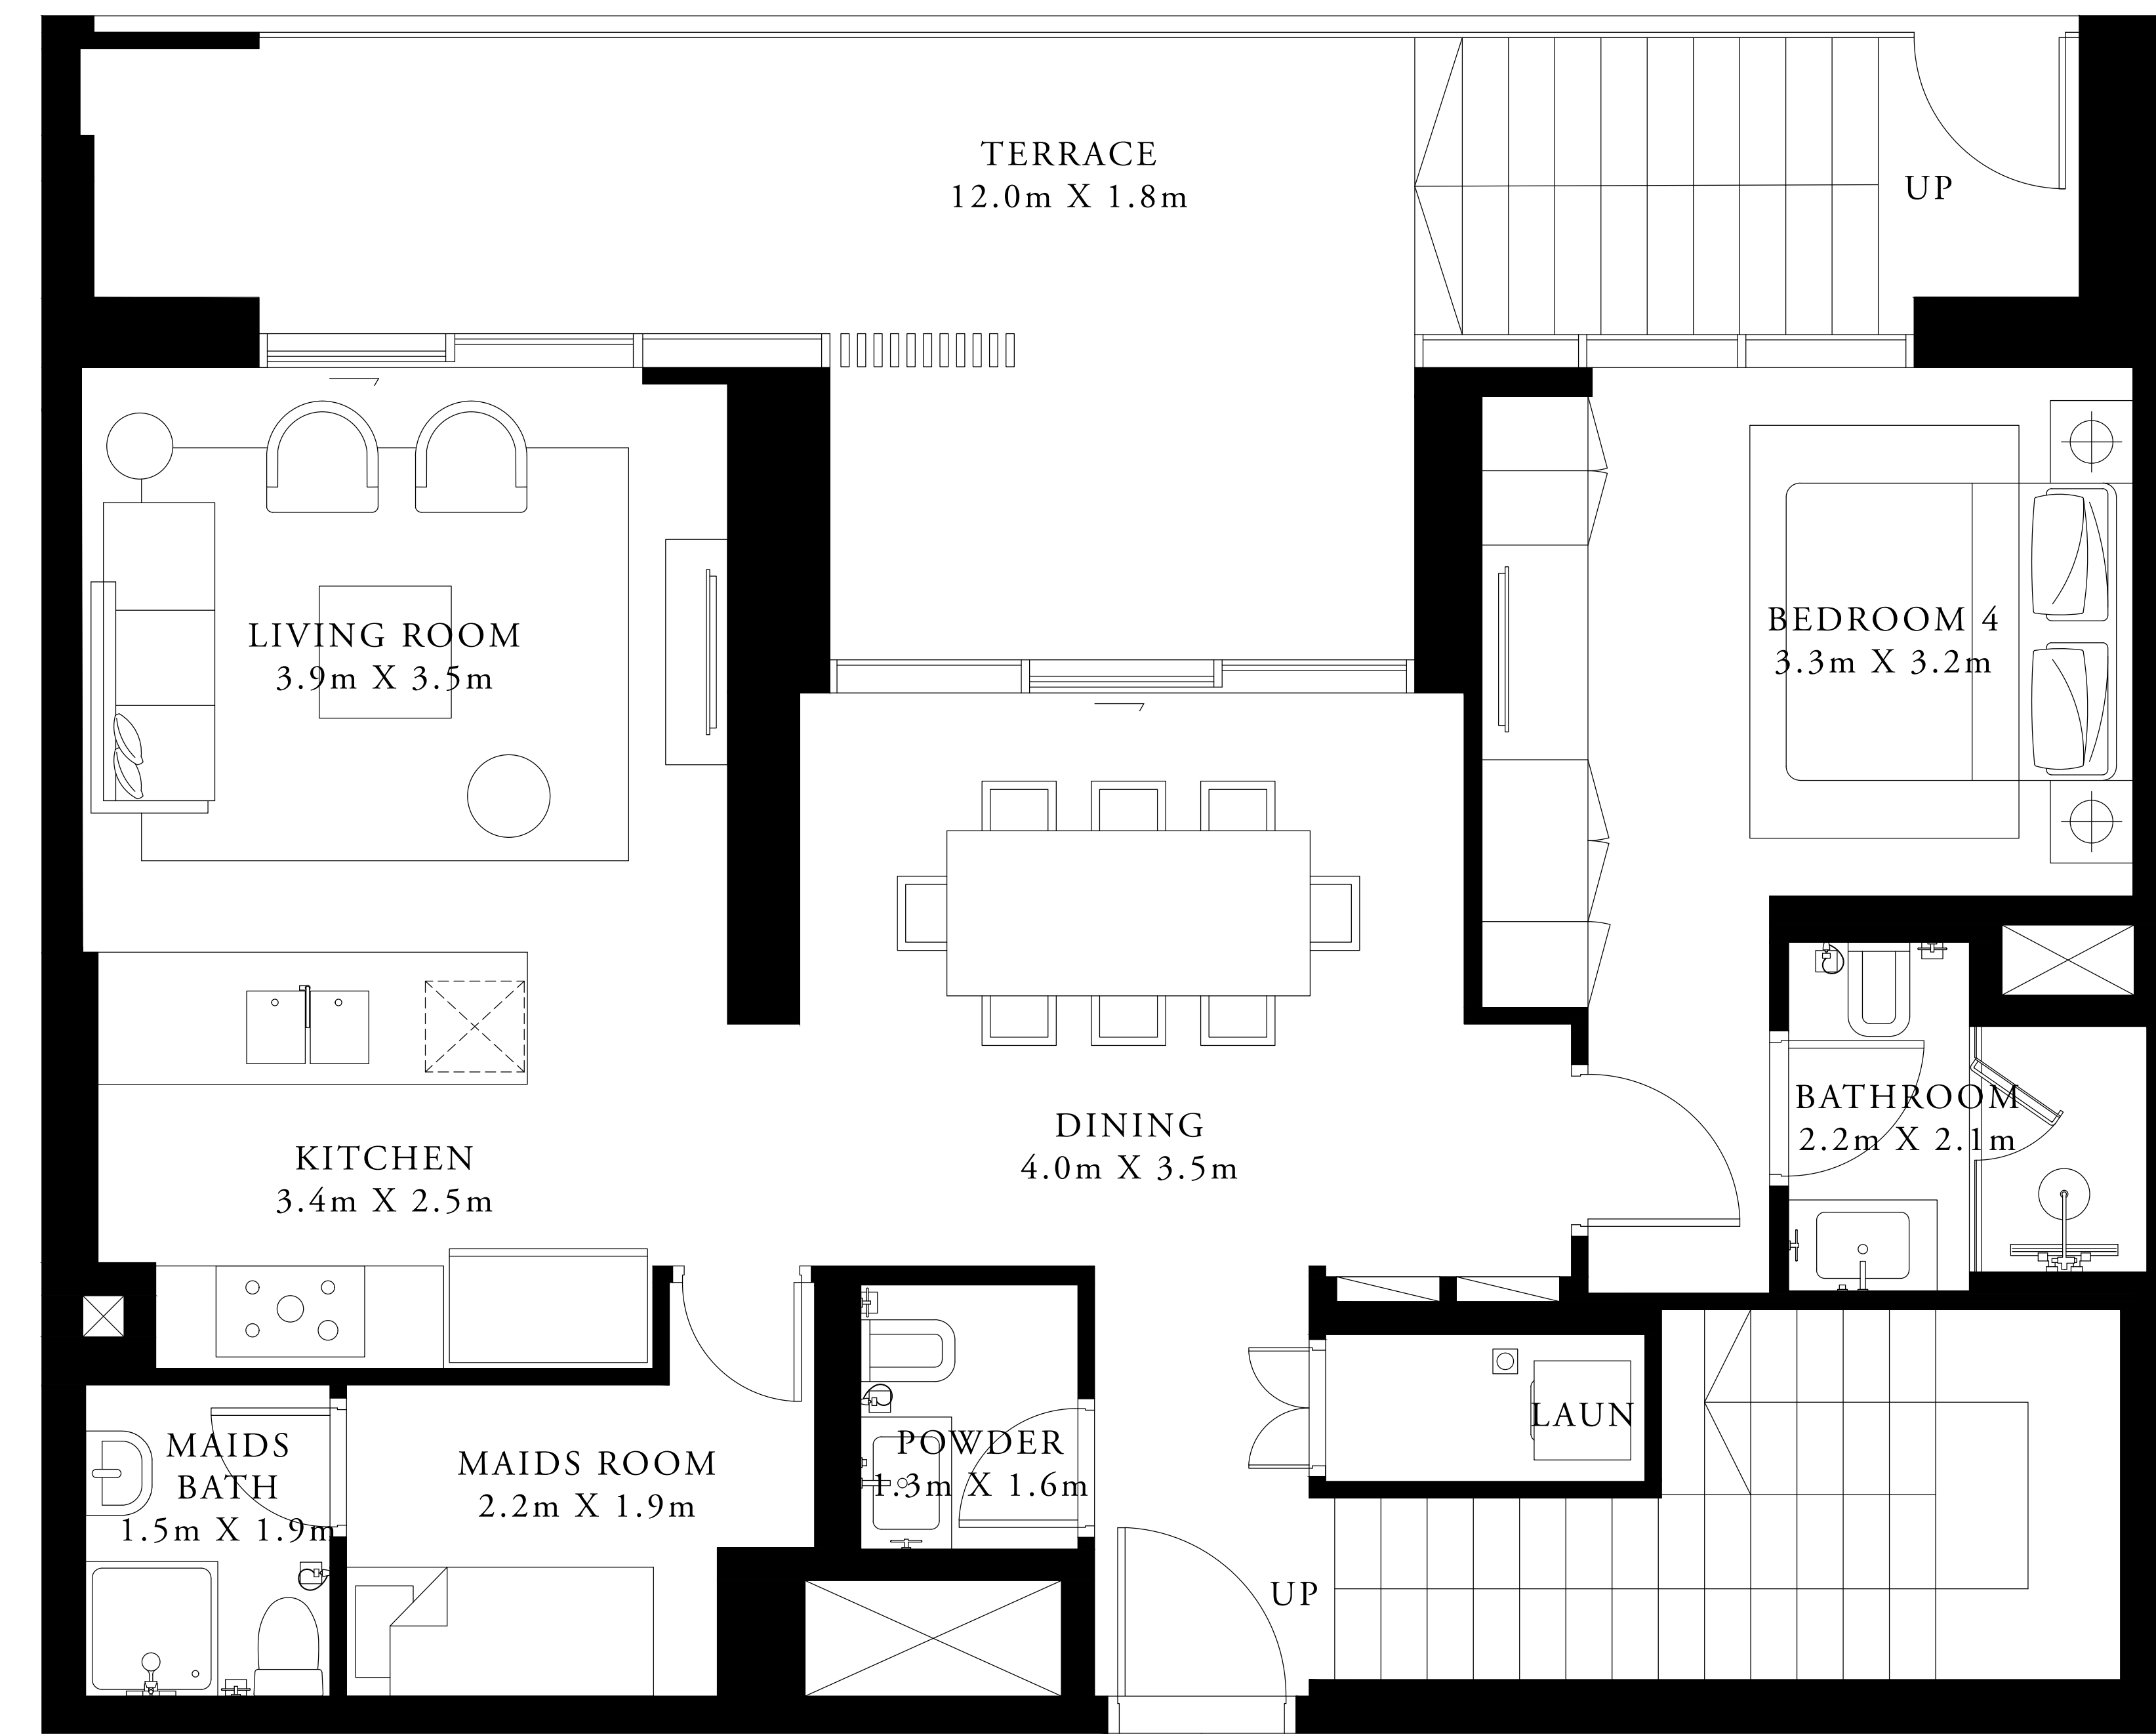 TERRACE
12.0m X 1.8m
UP
LIVING ROOM
3.9m X 3.5m
BEDROOM 4
3.3m X 3.2m
KITCHEN
3.4m X 2.5m
DINING
4.0m X 3.5m
BATHROOM
2.2m X 2.1m
MAIDS
BATH
1.5m X 1.9m
MAIDS ROOM
2.2m X 1.9m
POWDER
1.3m X 1.6m
LAUN
UP